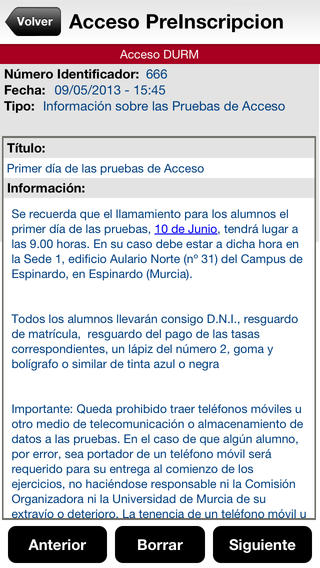 Volver
Acceso PreInscripcion
Acceso DURM
Número Identificador: 666
Fecha: 09/05/2013 - 15:45
Tipo: Información sobre las Pruebas de Acceso
Título:
Primer día de las pruebas de Acceso
Información:
Se recuerda que el llamamiento para los alumnos el
primer día de las pruebas, 10 de Junio, tendrá lugar a
las 9.00 horas. En su caso debe estar a dicha hora en
la Sede 1, edificio Aulario Norte (nº 31) del Campus de
Espinardo, en Espinardo (Murcia).
Todos los alumnos llevarán consigo D.N.I., resguardo
de matrícula, resguardo del pago de las tasas
correspondientes, un lápiz del número 2, goma y
bolígrafo o similar de tinta azul o negra
Importante: Queda prohibido traer teléfonos móviles u
otro medio de telecomunicación o almacenamiento de
datos a las pruebas. En el caso de que algún alumno,
por error, sea portador de un teléfono móvil será
requerido para su entrega al comienzo de los
ejercicios, no haciéndose responsable ni la Comisión
Organizadora ni la Universidad de Murcia de su
extravío o deterioro. La tenencia de un teléfono móvil u
Anterior
Borrar
Siguiente